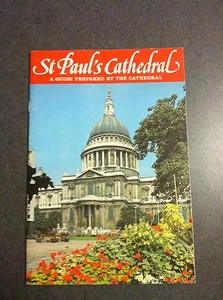 St Paul's Cathedral
A GUIDE PREPARED BY THE CATHEDRAL